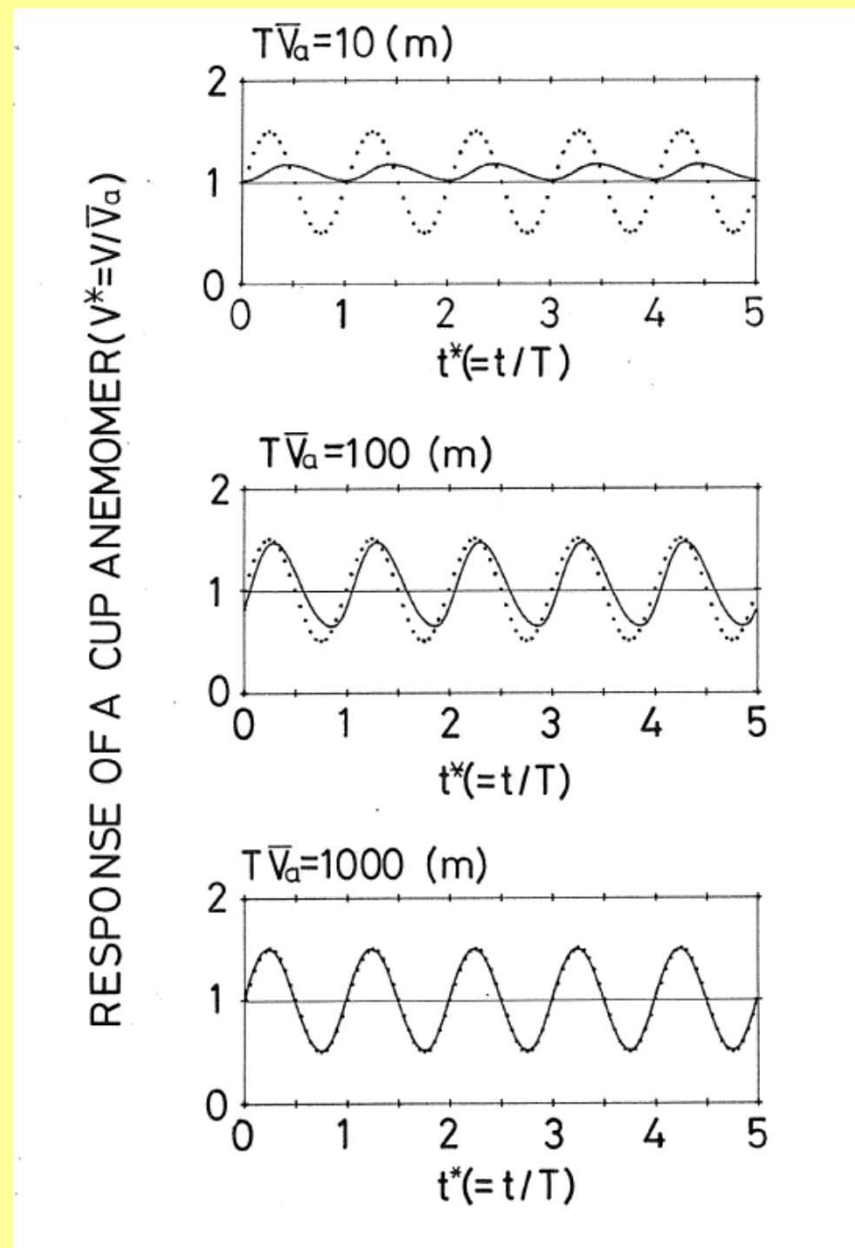 RESPONSE OF A CUP ANEMOMER(V*=V/V̅a)
TV̅a=10 (m)
2
1
0
0 1 2 3 4 5
t*(=t/T)
TV̅a=100 (m)
2
1
0
0 1 2 3 4 5
t*(=t/T)
TV̅a=1000 (m)
2
1
0
0 1 2 3 4 5
t*(=t/T)